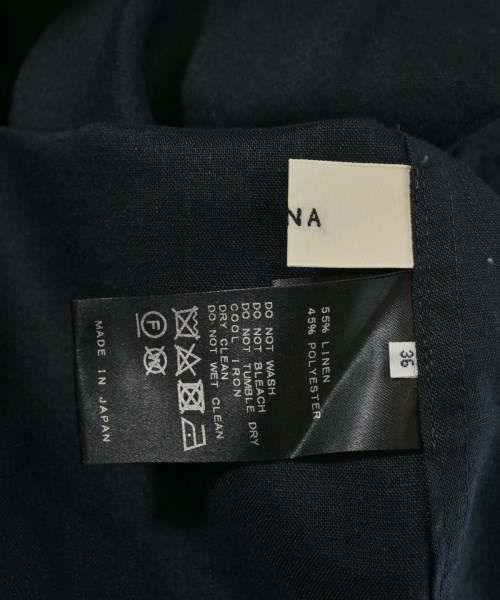 NA
36
55% LINEN
45% POLYESTER
DO NOT WASH
DO NOT BLEACH
DO NOT TUMBLE DRY
COOL IRON
DRY CLEAN
DO NOT WET CLEAN
F
MADE IN JAPAN